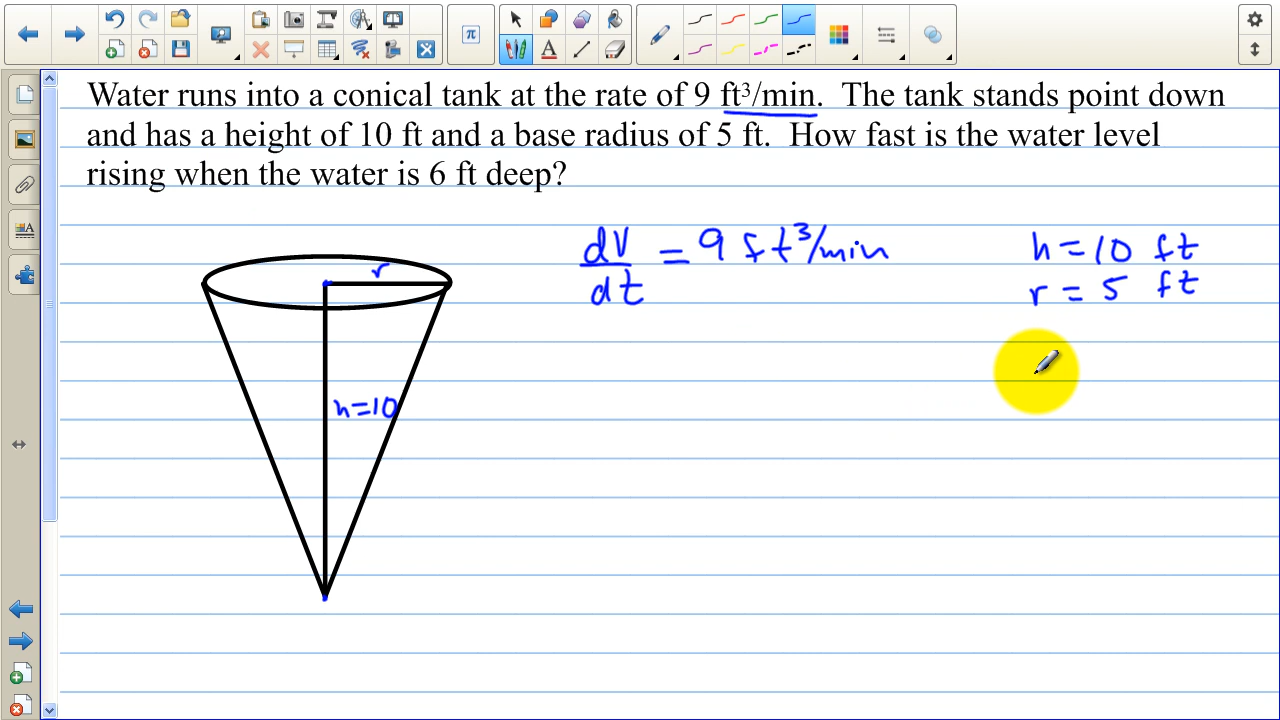 Water runs into a conical tank at the rate of 9 ft³/min. The tank stands point down
and has a height of 10 ft and a base radius of 5 ft. How fast is the water level
rising when the water is 6 ft deep?
dV/dt = 9 ft³/min
h = 10 ft
r = 5 ft
r
h=10
π
A
AA